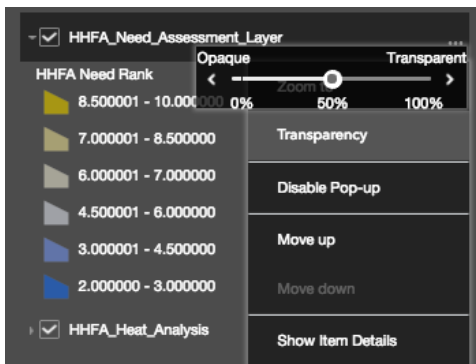 HHFA_Need_Assessment_Layer
...
Opaque Transparent
Zoom to
0% 50% 100%
HHFA Need Rank
8.500001 - 10.000000
7.000001 - 8.500000
6.000001 - 7.000000
4.500001 - 6.000000
3.000001 - 4.500000
2.000000 - 3.000000
HHFA_Heat_Analysis
Transparency
Disable Pop-up
Move up
Move down
Show Item Details